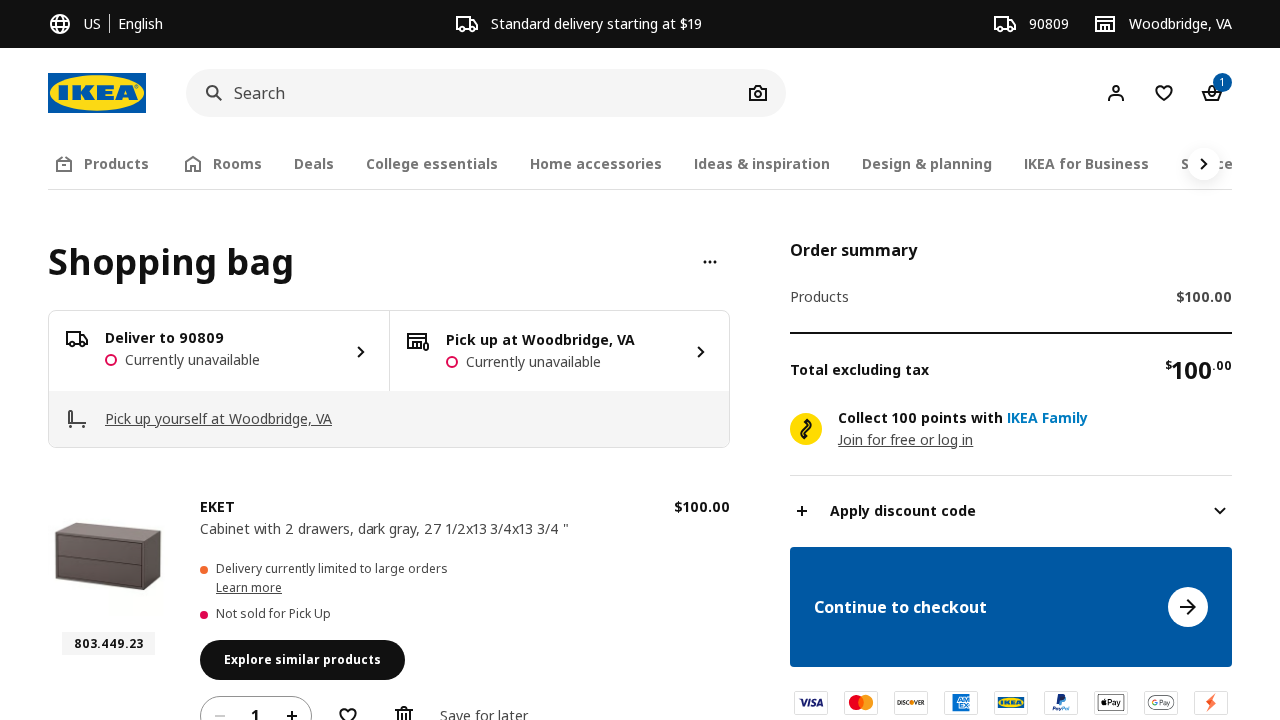 US English
Standard delivery starting at $19
90809
Woodbridge, VA
IKEA
Search
1
Products
Rooms
Deals
College essentials
Home accessories
Ideas & inspiration
Design & planning
IKEA for Business
Shopping bag
Deliver to 90809
Currently unavailable
Pick up at Woodbridge, VA
Currently unavailable
Pick up yourself at Woodbridge, VA
EKET
$100.00
Cabinet with 2 drawers, dark gray, 27 1/2x13 3/4x13 3/4 "
Delivery currently limited to large orders
Learn more
Not sold for Pick Up
803.449.23
Explore similar products
1
Save for later
Order summary
Products
$100.00
Total excluding tax
$100.00
Collect 100 points with IKEA Family
Join for free or log in
Apply discount code
Continue to checkout
VISA
DISCOVER
AMEX
IKEA
PayPal
Pay
G Pay